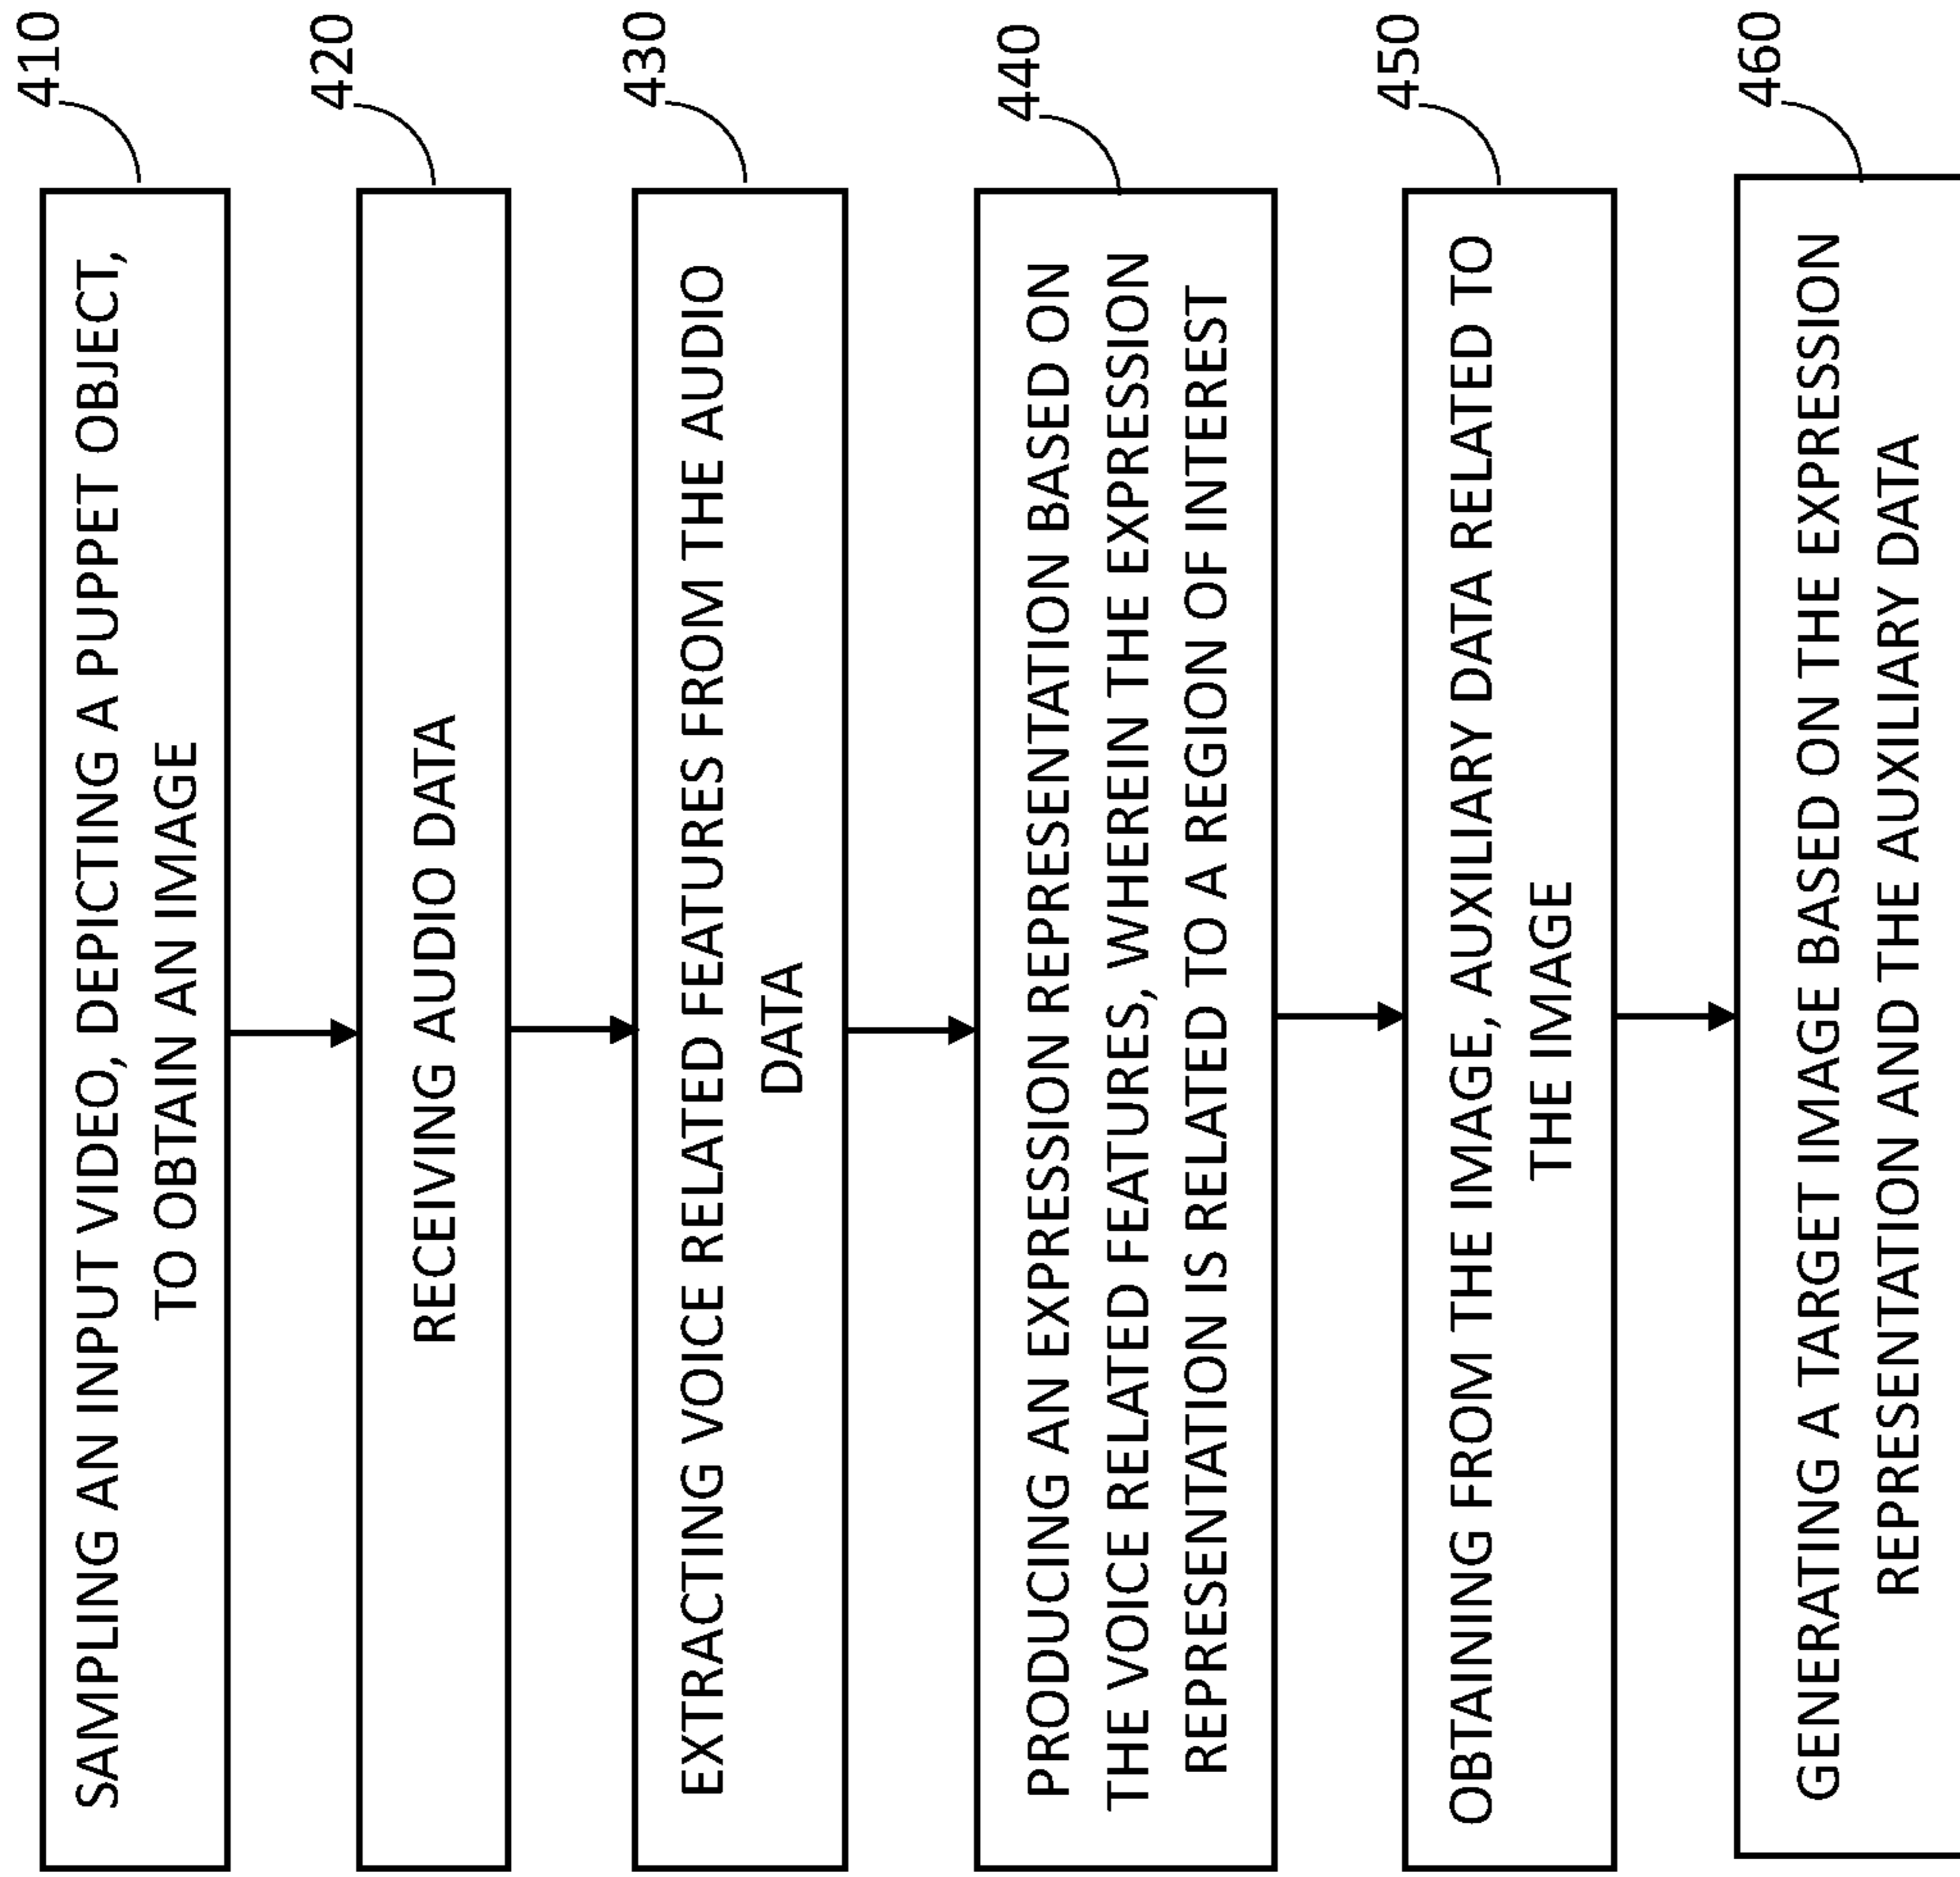 410
SAMPLING AN INPUT VIDEO, DEPICTING A PUPPET OBJECT,
TO OBTAIN AN IMAGE
420
RECEIVING AUDIO DATA
430
EXTRACTING VOICE RELATED FEATURES FROM THE AUDIO
DATA
440
PRODUCING AN EXPRESSION REPRESENTATION BASED ON
THE VOICE RELATED FEATURES, WHEREIN THE EXPRESSION
REPRESENTATION IS RELATED TO A REGION OF INTEREST
450
OBTAINING FROM THE IMAGE, AUXILIARY DATA RELATED TO
THE IMAGE
460
GENERATING A TARGET IMAGE BASED ON THE EXPRESSION
REPRESENTATION AND THE AUXILIARY DATA